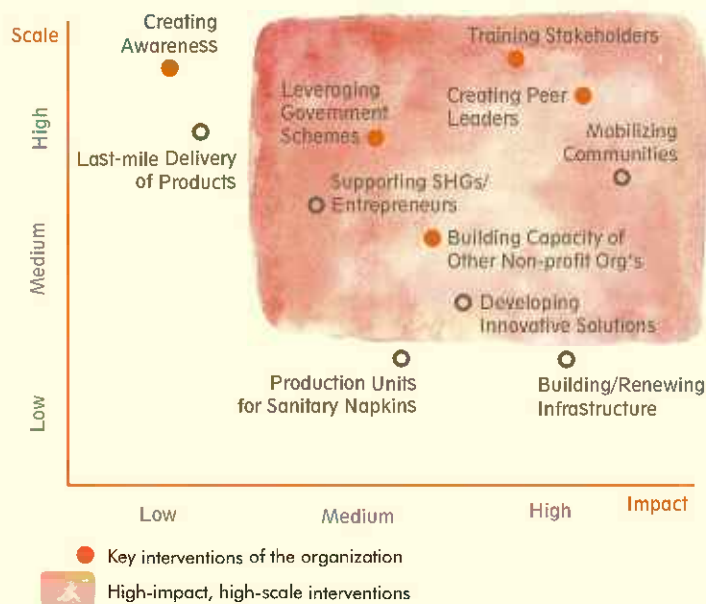 Scale
Creating
Awareness
Training Stakeholders
Leveraging
Government
Schemes
Creating Peer
Leaders
High
Mobilizing
Communities
Last-mile Delivery
of Products
Supporting SHGs/
Entrepreneurs
Medium
Building Capacity of
Other Non-profit Org's
Developing
Innovative Solutions
Production Units
for Sanitary Napkins
Building/Renewing
Infrastructure
Low
Low
Medium
High
Impact
Key interventions of the organization
High-impact, high-scale interventions